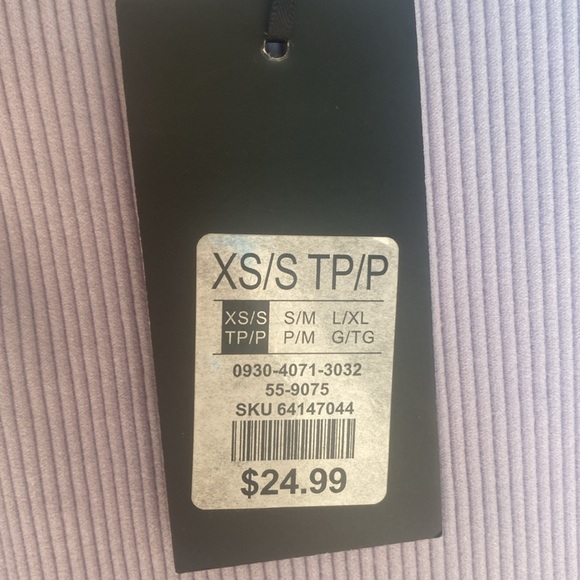 XS/S TP/P
XS/S S/M L/XL
TP/P P/M G/TG
0930-4071-3032
55-9075
SKU 64147044
$24.99